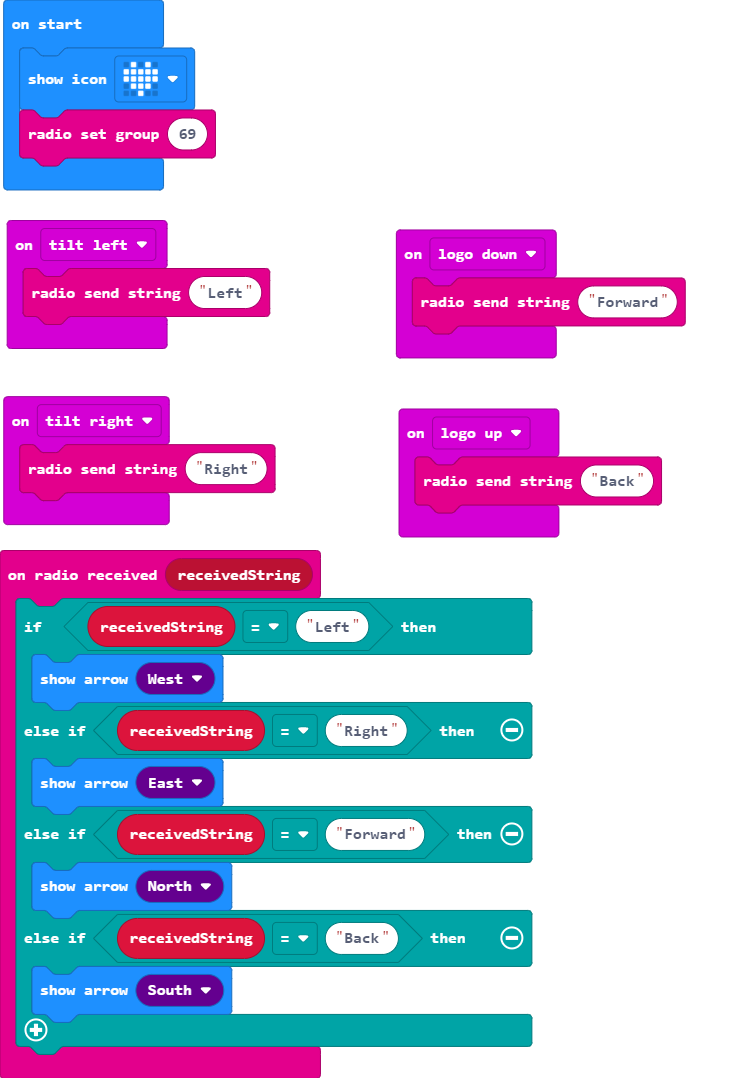 on start
show icon
radio set group 69
on tilt left
radio send string "Left"
on logo down
radio send string "Forward"
on tilt right
radio send string "Right"
on logo up
radio send string "Back"
on radio received receivedString
if receivedString = "Left" then
show arrow West
else if receivedString = "Right" then
show arrow East
else if receivedString = "Forward" then
show arrow North
else if receivedString = "Back" then
show arrow South